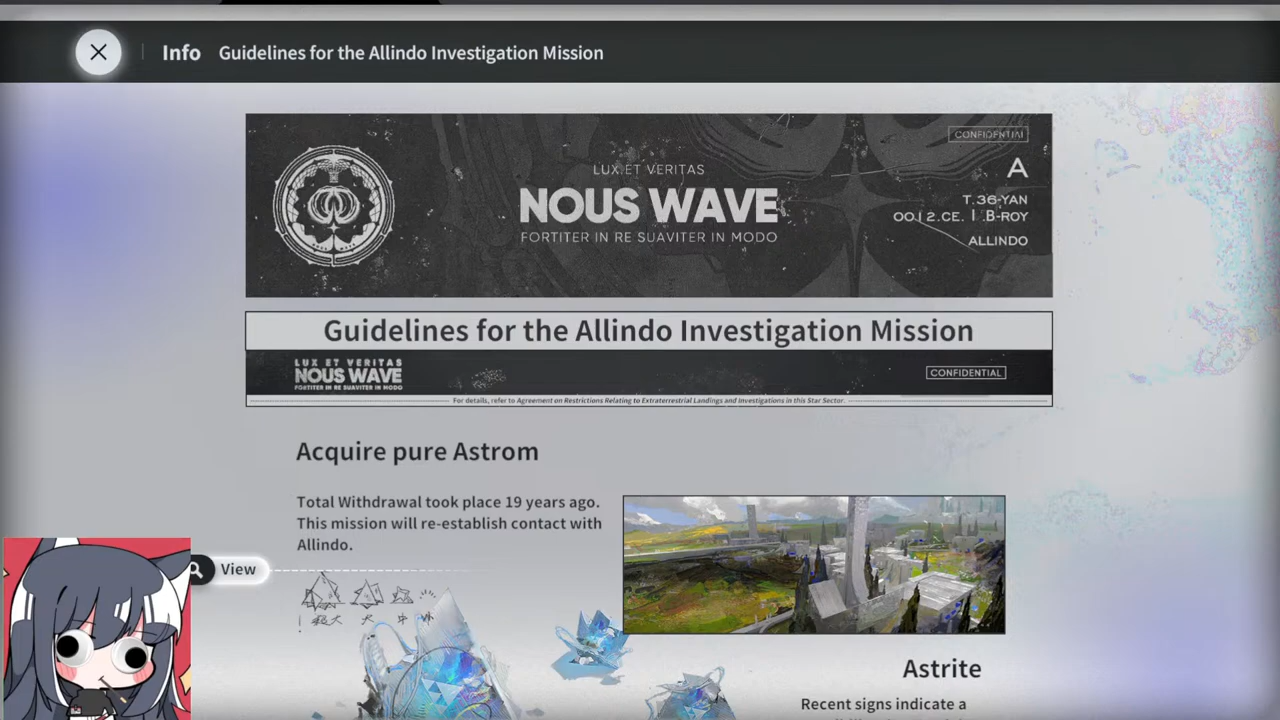 Info Guidelines for the Allindo Investigation Mission
CONFIDENTIAL
A
LUX ET VERITAS
NOUS WAVE
FORTITER IN RE SUAVITER IN MODO
T.36-YAN
0012.CE. 1 .B-ROY
ALLINDO
Guidelines for the Allindo Investigation Mission
LUX ET VERITAS
NOUS WAVE
FORTITER IN RE SUAVITER IN MODO
CONFIDENTIAL
For details, refer to Agreement on Restrictions Relating to Extraterrestrial Landings and Investigations in this Star Sector.
Acquire pure Astrom
Total Withdrawal took place 19 years ago.
This mission will re-establish contact with
Allindo.
View
大 中
Astrite
Recent signs indicate a